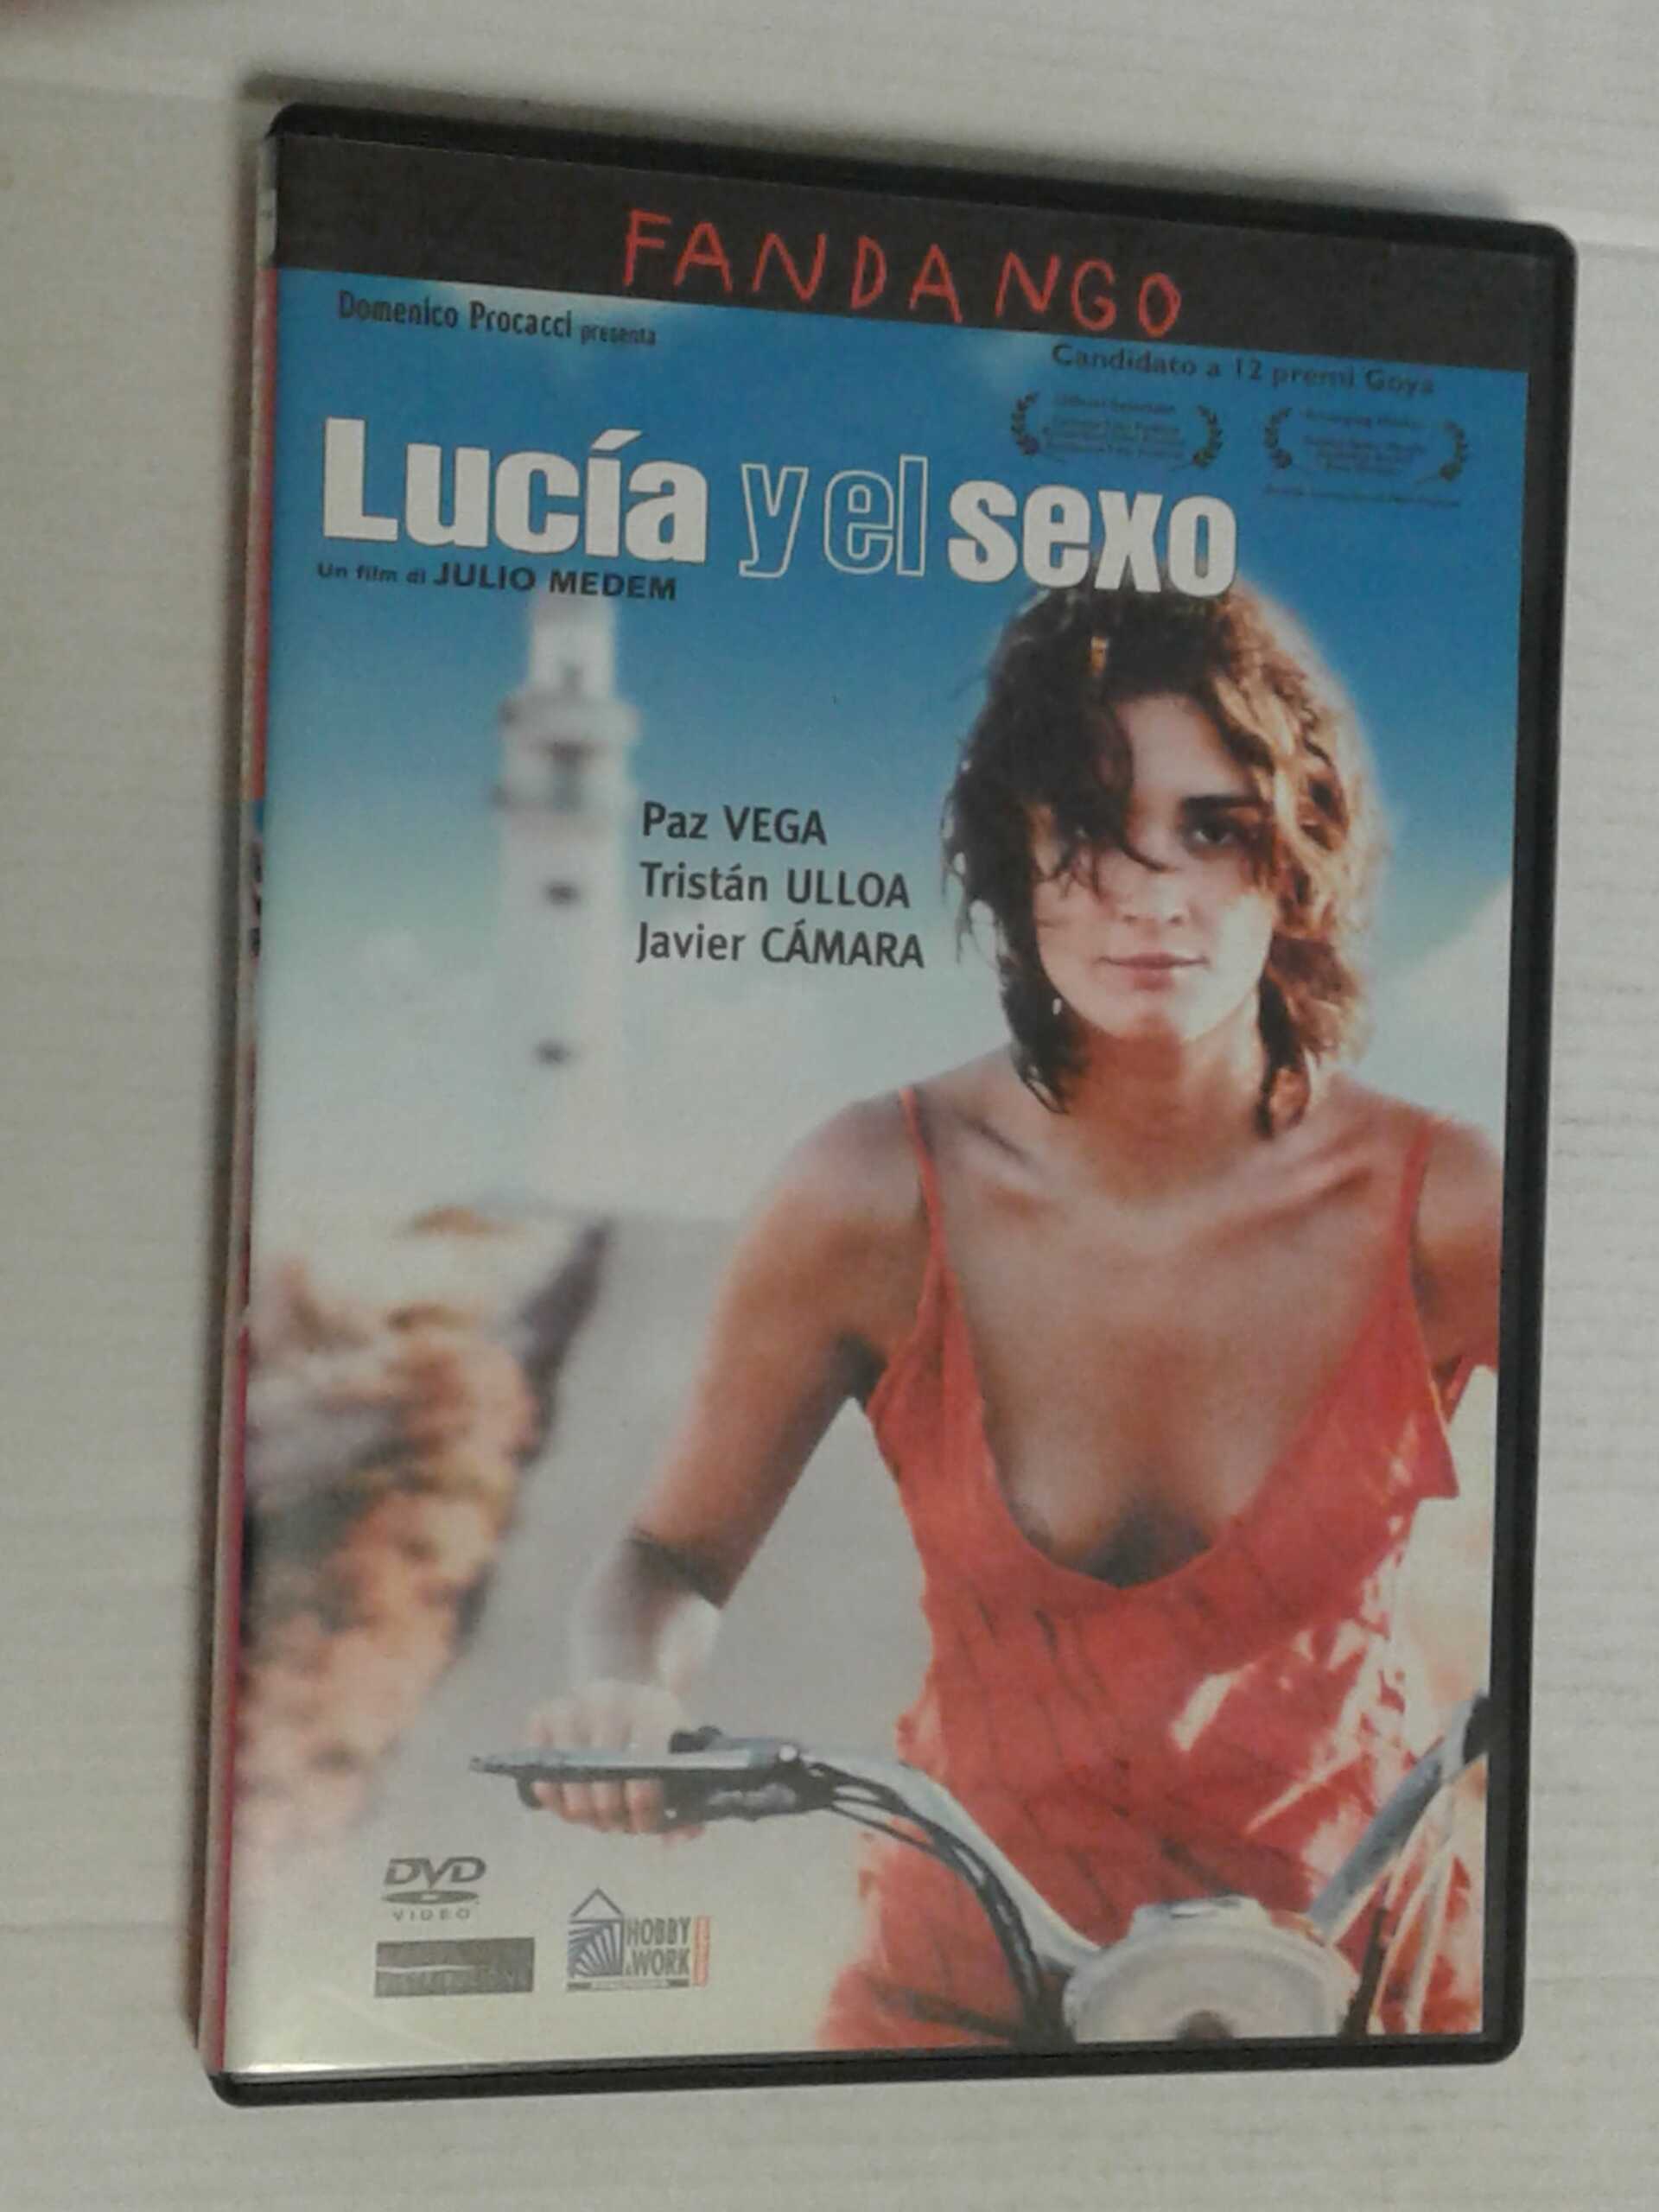 FANDANGO
Domenico Procacci presenta
Candidato a 12 premi Goya
Lucía y el sexo
Un film di JULIO MEDEM
Paz VEGA
Tristán ULLOA
Javier CÁMARA
DVD
VIDEO
HOBBY
& WORK